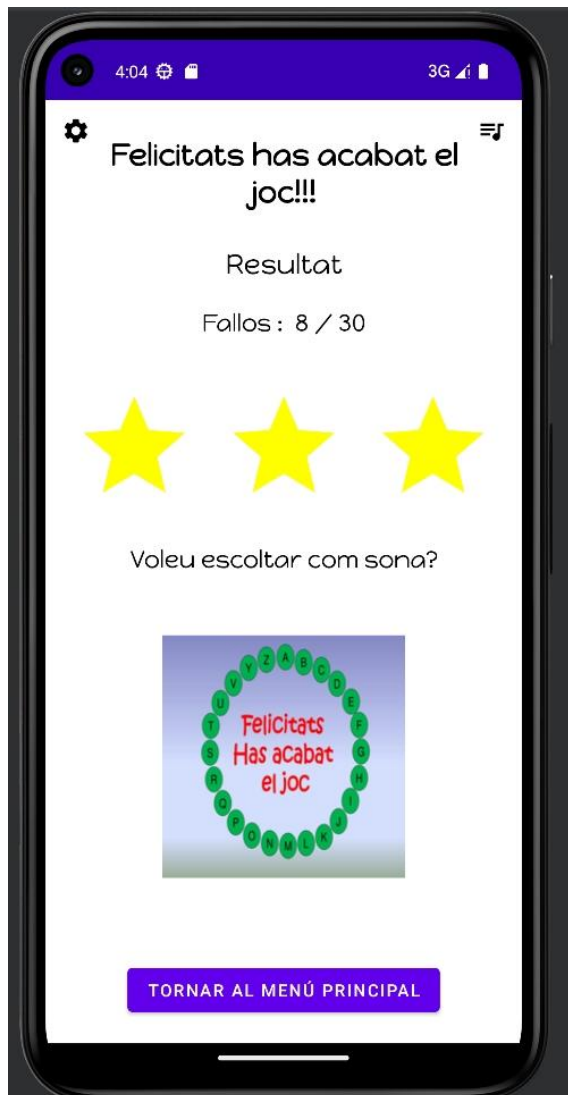 4:04
3G
Felicitats has acabat el
joc!!!
Resultat
Fallos : 8 / 30
Voleu escoltar com sona?
A B C D E F G H I J K L M N O P Q R S T U V Y Z
Felicitats
Has acabat
el joc
TORNAR AL MENÚ PRINCIPAL